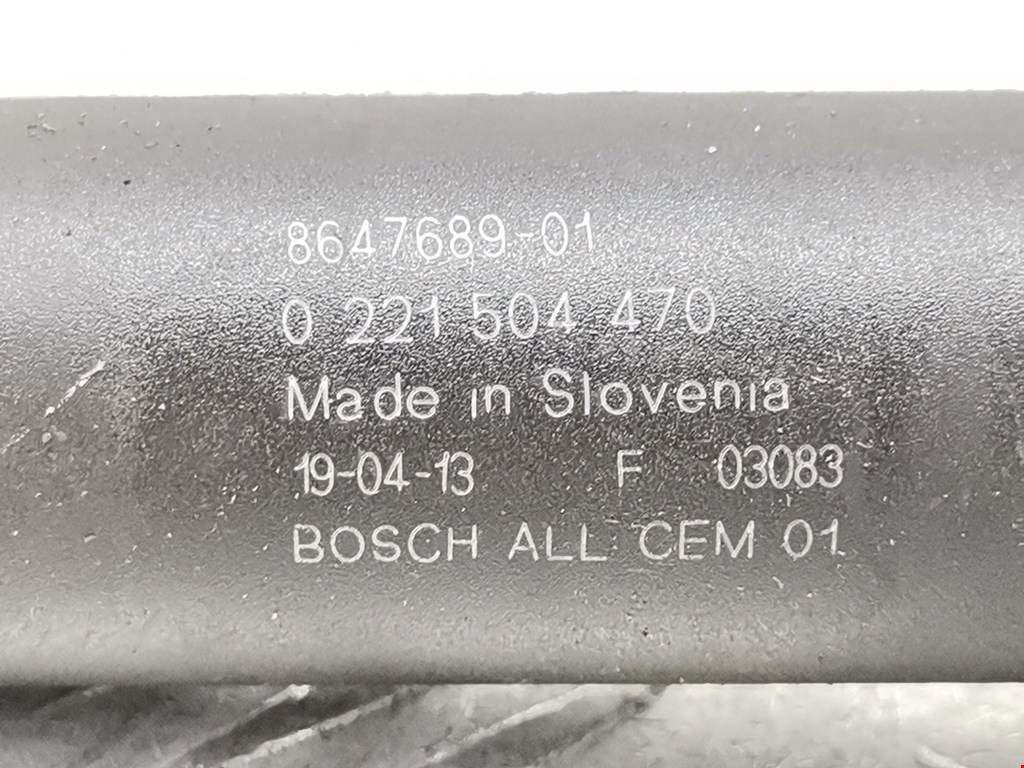 8647689-01
0 221 504 470
Made in Slovenia
19-04-13 F 03083
BOSCH ALL CEM 01